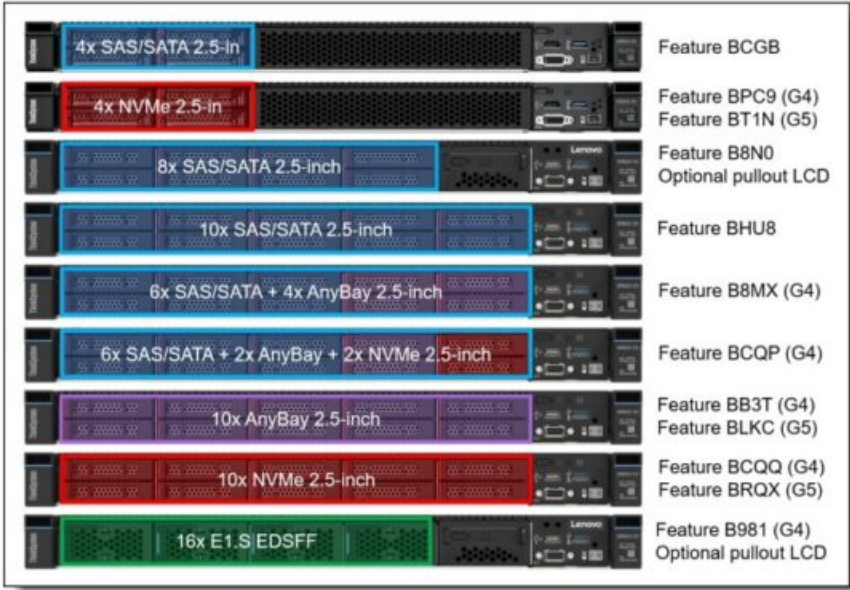 4x SAS/SATA 2.5-in
Feature BCGB
4x NVMe 2.5-in
Feature BPC9 (G4)
Feature BT1N (G5)
8x SAS/SATA 2.5-inch
Lenovo
Feature B8N0
Optional pullout LCD
10x SAS/SATA 2.5-inch
Feature BHU8
6x SAS/SATA + 4x AnyBay 2.5-inch
Feature B8MX (G4)
6x SAS/SATA + 2x AnyBay + 2x NVMe 2.5-inch
Feature BCQP (G4)
10x AnyBay 2.5-inch
Feature BB3T (G4)
Feature BLKC (G5)
10x NVMe 2.5-inch
Feature BCQQ (G4)
Feature BRQX (G5)
16x E1.S EDSFF
Lenovo
Feature B981 (G4)
Optional pullout LCD